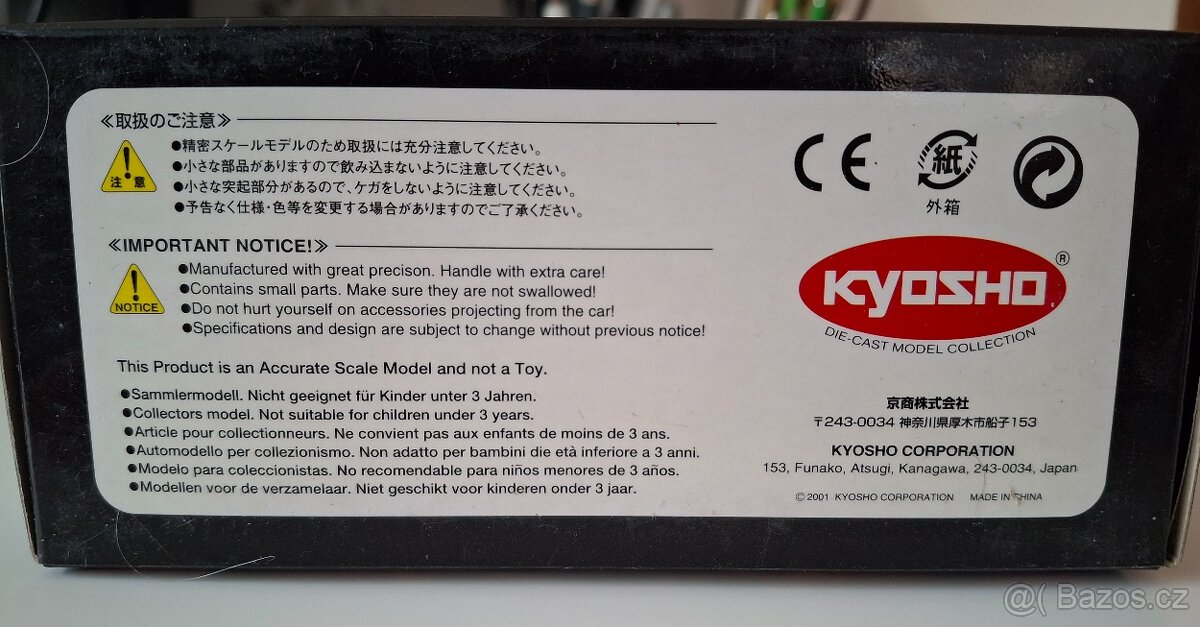 ≪取扱のご注意≫
注 意
●精密スケールモデルのため取扱には充分注意してください。
●小さな部品がありますので飲み込まないように注意してください。
●小さな突起部分があるので、ケガをしないように注意してください。
●予告なく仕様・色等を変更する場合がありますのでご了承ください。
≪IMPORTANT NOTICE!≫
NOTICE
●Manufactured with great precison. Handle with extra care!
●Contains small parts. Make sure they are not swallowed!
●Do not hurt yourself on accessories projecting from the car!
●Specifications and design are subject to change without previous notice!
This Product is an Accurate Scale Model and not a Toy.
●Sammlermodell. Nicht geeignet für Kinder unter 3 Jahren.
●Collectors model. Not suitable for children under 3 years.
●Article pour collectionneurs. Ne convient pas aux enfants de moins de 3 ans.
●Automodello per collezionismo. Non adatto per bambini die età inferiore a 3 anni.
●Modelo para coleccionistas. No recomendable para niños menores de 3 años.
●Modellen voor de verzamelaar. Niet geschikt voor kinderen onder 3 jaar.
CE
紙
外箱
KYOSHO®
DIE-CAST MODEL COLLECTION
京商株式会社
〒243-0034 神奈川県厚木市船子153
KYOSHO CORPORATION
153, Funako, Atsugi, Kanagawa, 243-0034, Japan
©2001 KYOSHO CORPORATION MADE IN CHINA
@( Bazos.cz